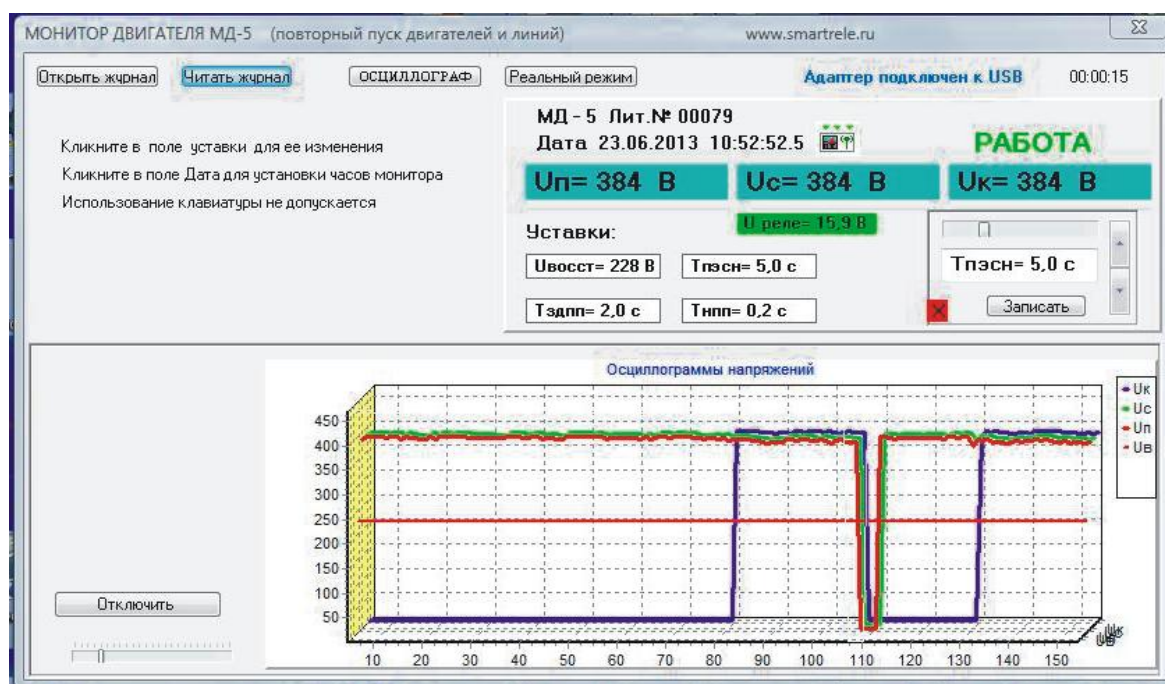 МОНИТОР ДВИГАТЕЛЯ МД-5 (повторный пуск двигателей и линий) www.smartrele.ru
Открыть журнал Читать журнал ОСЦИЛЛОГРАФ Реальный режим Адаптер подключен к USB 00:00:15
МД - 5 Лит.№ 00079
Дата 23.06.2013 10:52:52.5 РАБОТА
Кликните в поле уставки для ее изменения
Кликните в поле Дата для установки часов монитора
Использование клавиатуры не допускается
Uп= 384 В Uс= 384 В Uк= 384 В
Уставки: U реле= 15,9 В
Uвосст= 228 В Тпэсн= 5,0 с Тпэсн= 5,0 с
Тздпп= 2,0 с Тнпп= 0,2 с Записать
Осциллограммы напряжений
Uк
Uс
Uп
Uв
450
400
350
300
250
200
150
100
50
10 20 30 40 50 60 70 80 90 100 110 120 130 140 150
Отключить